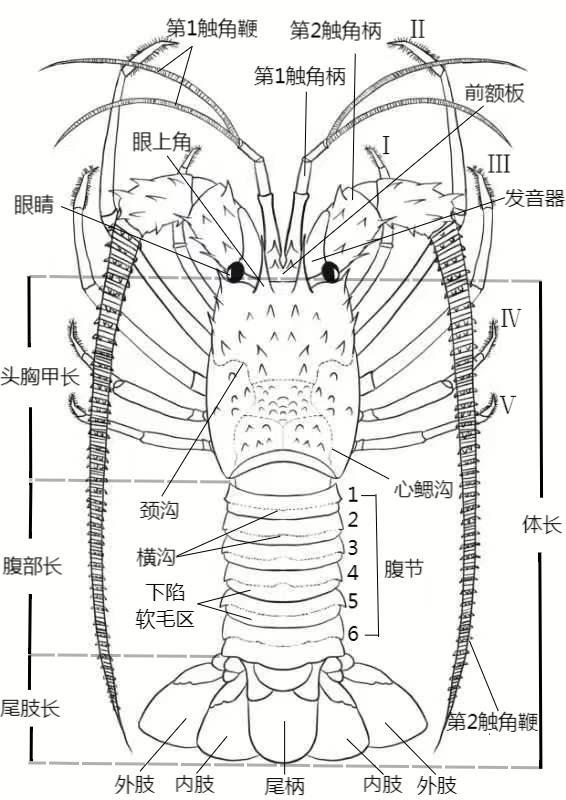 第1触角鞭
第2触角柄
Ⅱ
第1触角柄
前额板
眼上角
Ⅰ
Ⅲ
眼睛
发音器
Ⅳ
头胸甲长
Ⅴ
颈沟
心鳃沟
1
2
3
4
5
6
横沟
腹节
体长
腹部长
下陷
软毛区
尾肢长
第2触角鞭
外肢
内肢
尾柄
内肢
外肢